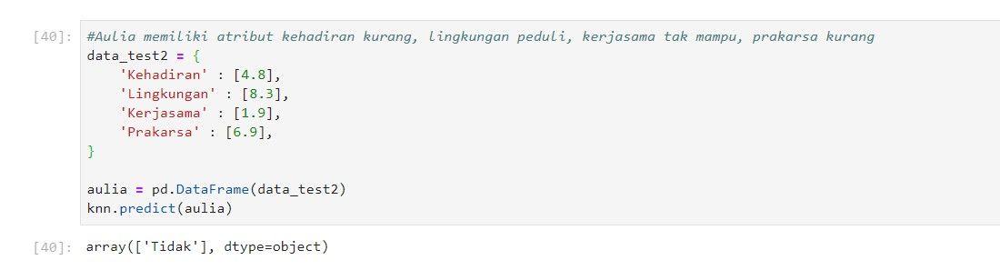 [40]: #Aulia memiliki atribut kehadiran kurang, lingkungan peduli, kerjasama tak mampu, prakarsa kurang
data_test2 = {
'Kehadiran' : [4.8],
'Lingkungan' : [8.3],
'Kerjasama' : [1.9],
'Prakarsa' : [6.9],
}
aulia = pd.DataFrame(data_test2)
knn.predict(aulia)
[40]: array(['Tidak'], dtype=object)